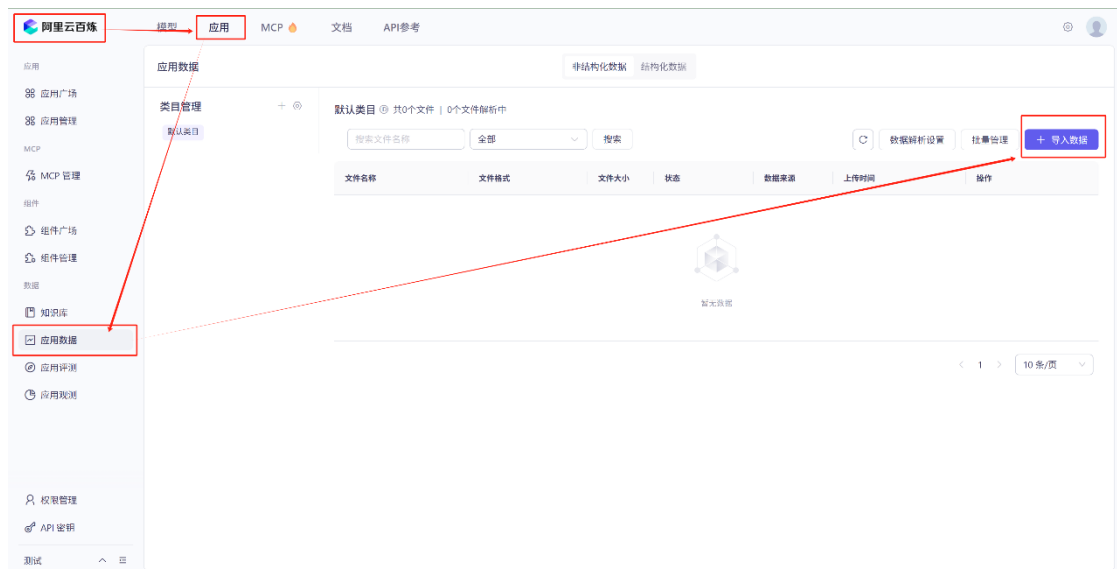 阿里云百炼 模型 应用 MCP 文档 API参考
应用
应用广场
应用管理
MCP
MCP 管理
组件
组件广场
组件管理
数据
知识库
应用数据
应用评测
应用观测
权限管理
API 密钥
测试
应用数据 非结构化数据 结构化数据
类目管理
默认类目
默认类目 共0个文件 | 0个文件解析中
搜索文件名称 全部 搜索 数据解析设置 批量管理 + 导入数据
文件名称 文件格式 文件大小 状态 数据来源 上传时间 操作
暂无数据
< 1 > 10 条/页